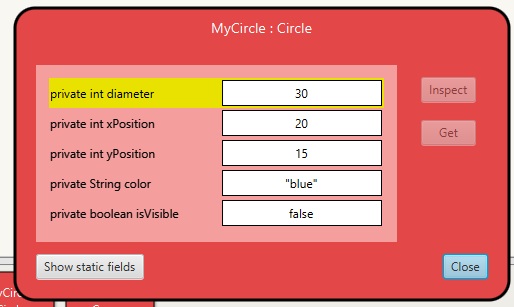 MyCircle : Circle
private int diameter 30
private int xPosition 20
private int yPosition 15
private String color "blue"
private boolean isVisible false
Inspect
Get
Show static fields
Close